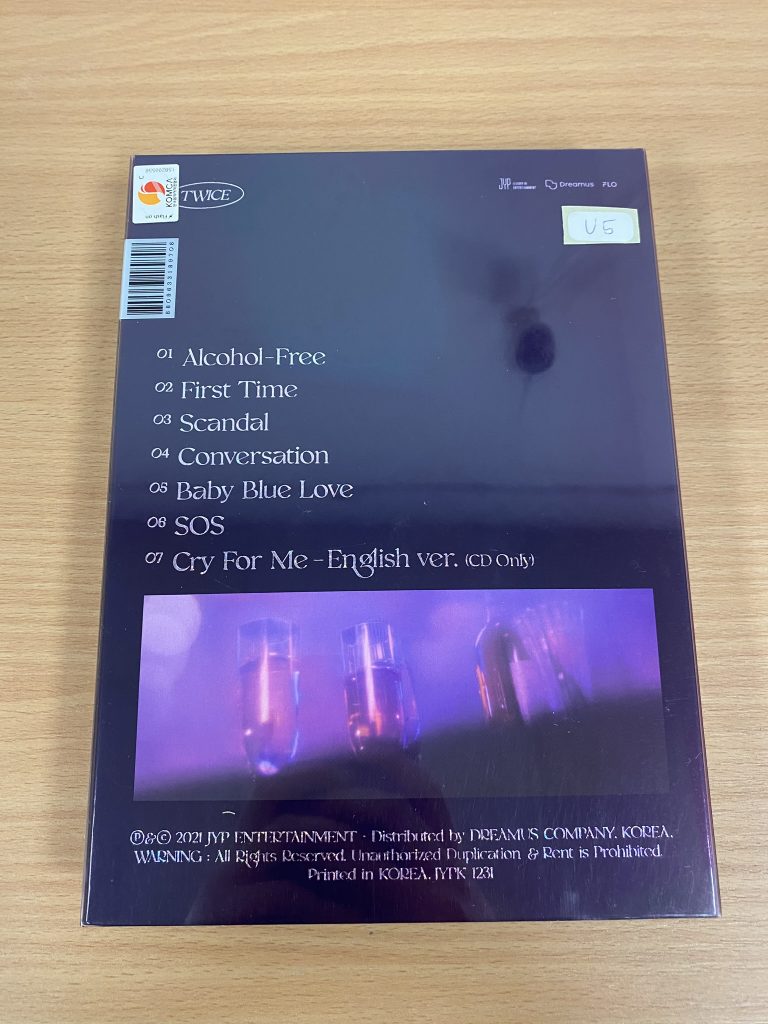 TWICE
JYP
Dreamus
FLO
KOMCA
U5
01 Alcohol-Free
02 First Time
03 Scandal
04 Conversation
05 Baby Blue Love
06 SOS
07 Cry For Me - English ver. (CD Only)
Ⓟ&© 2021 JYP ENTERTAINMENT · Distributed by DREAMUS COMPANY, KOREA.
WARNING : All Rights Reserved. Unauthorized Duplication & Rent is Prohibited.
Printed in KOREA. JYPK 1231